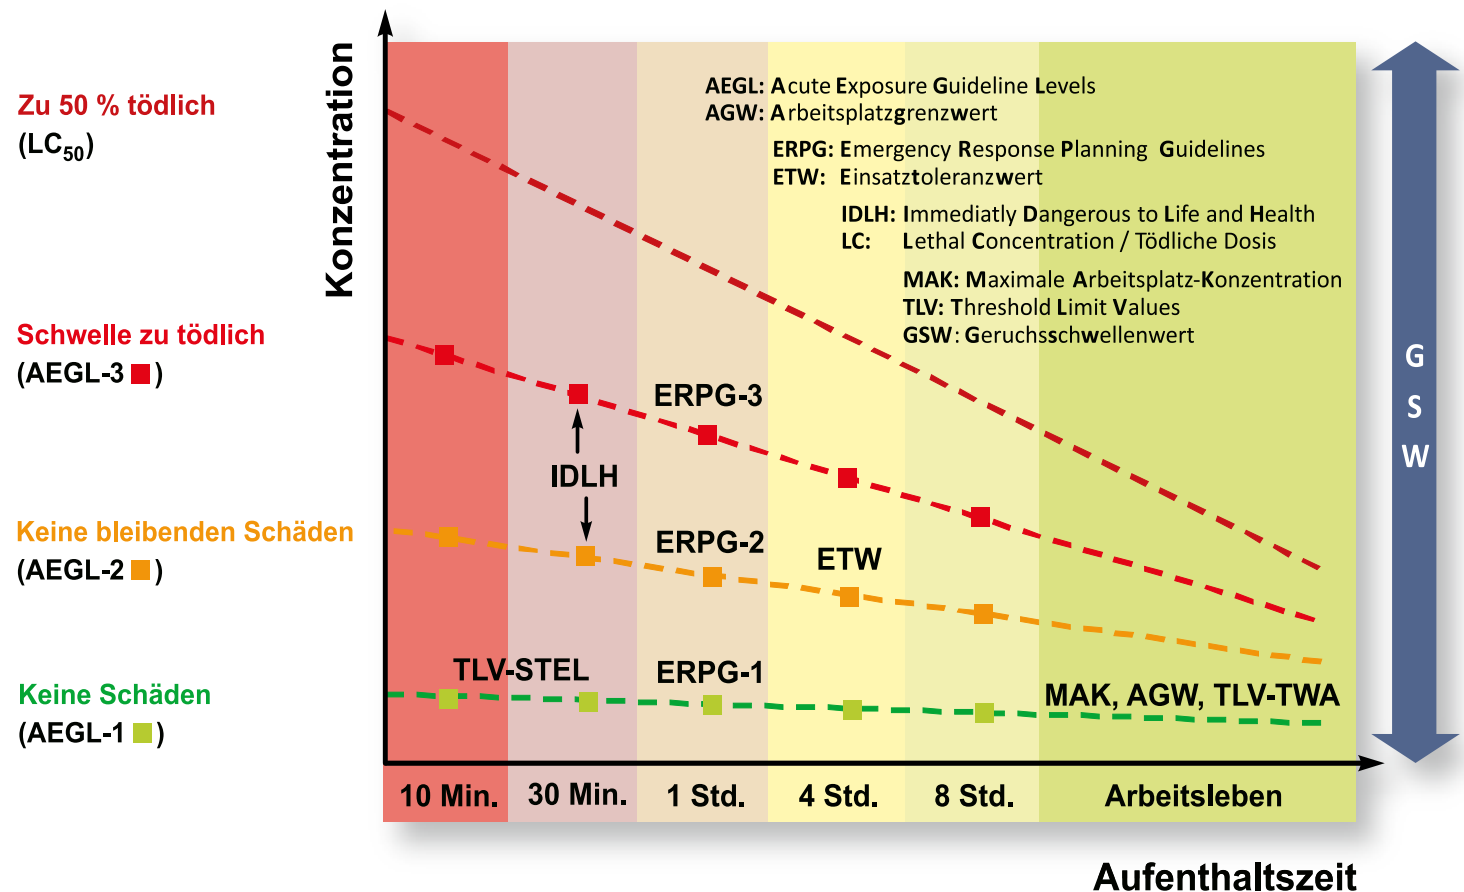 Konzentration
Zu 50 % tödlich
(LC50)
Schwelle zu tödlich
(AEGL-3 )
Keine bleibenden Schäden
(AEGL-2 )
Keine Schäden
(AEGL-1 )
AEGL: Acute Exposure Guideline Levels
AGW: Arbeitsplatzgrenzwert
ERPG: Emergency Response Planning Guidelines
ETW: Einsatztoleranzwert
IDLH: Immediatly Dangerous to Life and Health
LC: Lethal Concentration / Tödliche Dosis
MAK: Maximale Arbeitsplatz-Konzentration
TLV: Threshold Limit Values
GSW: Geruchsschwellenwert
ERPG-3
IDLH
ERPG-2
ETW
TLV-STEL
ERPG-1
MAK, AGW, TLV-TWA
G
S
W
10 Min.
30 Min.
1 Std.
4 Std.
8 Std.
Arbeitsleben
Aufenthaltszeit